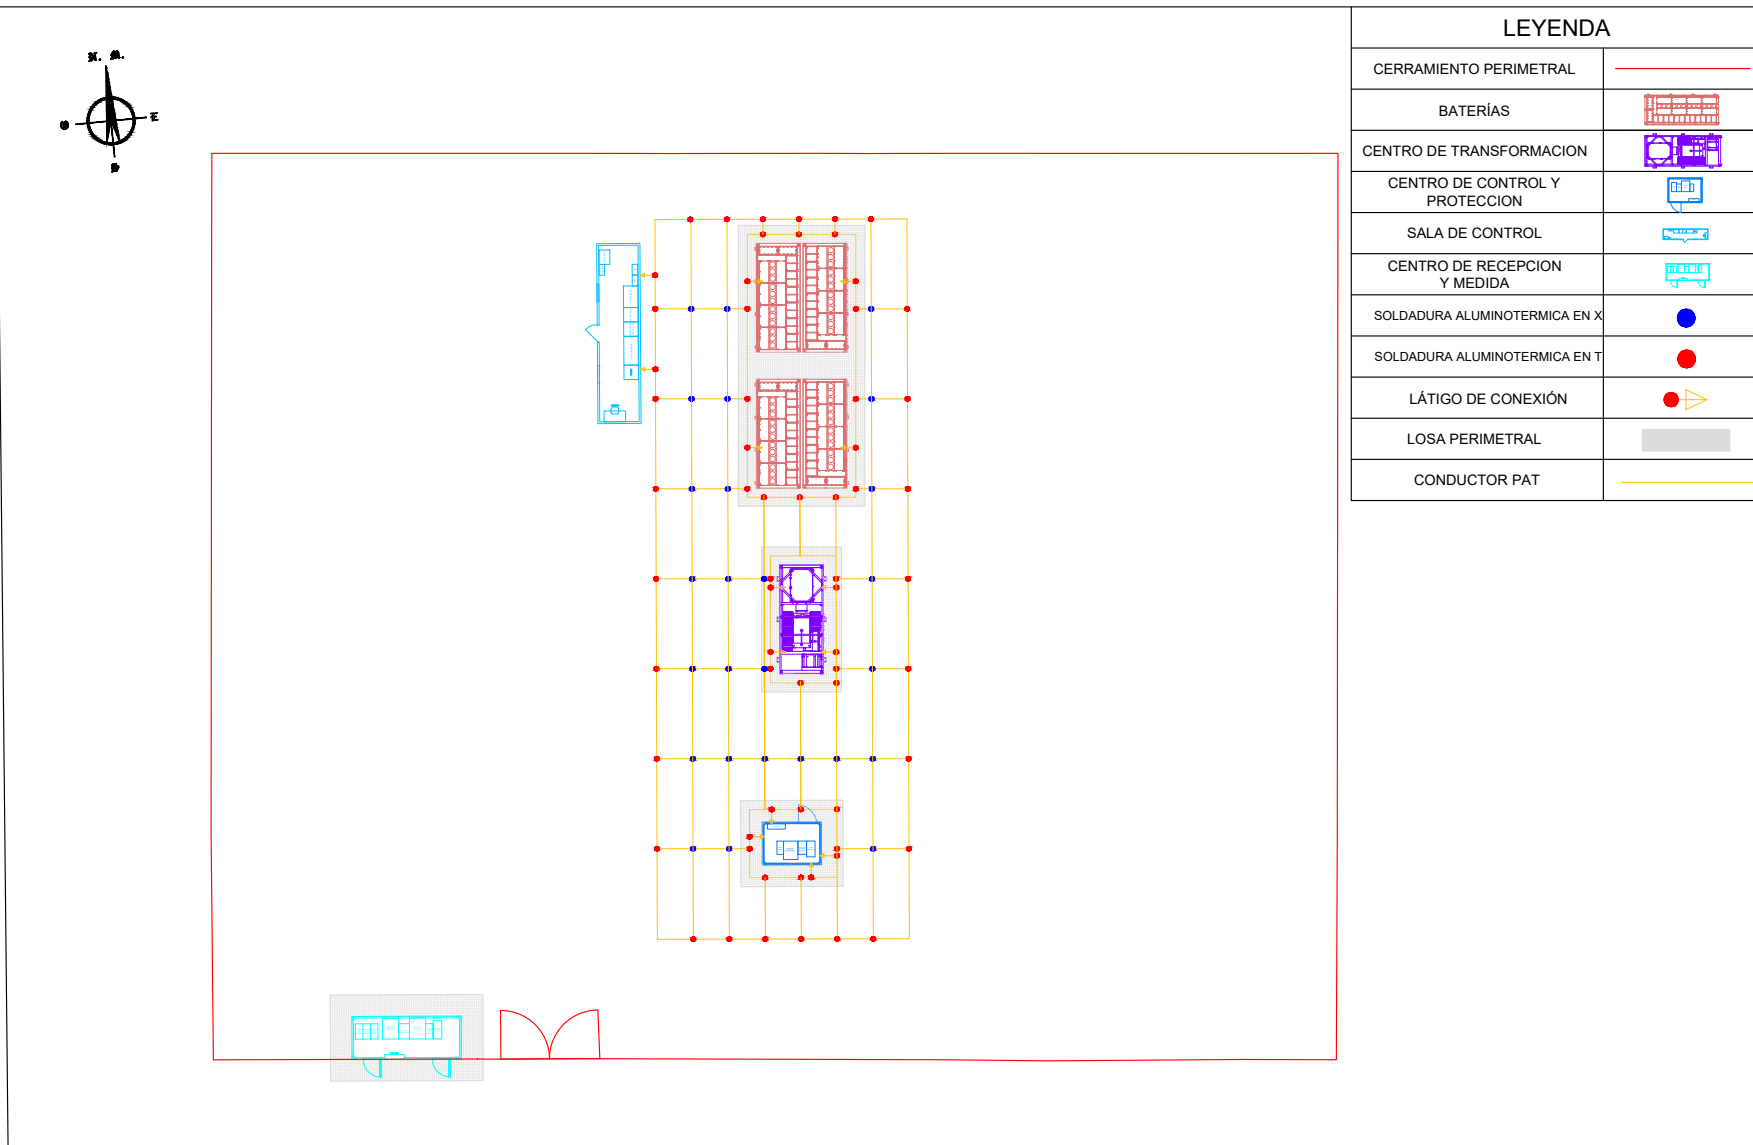 N. M.
O
E
S
LEYENDA
CERRAMIENTO PERIMETRAL
BATERÍAS
CENTRO DE TRANSFORMACION
CENTRO DE CONTROL Y
PROTECCION
SALA DE CONTROL
CENTRO DE RECEPCION
Y MEDIDA
SOLDADURA ALUMINOTERMICA EN X
SOLDADURA ALUMINOTERMICA EN T
LÁTIGO DE CONEXIÓN
LOSA PERIMETRAL
CONDUCTOR PAT